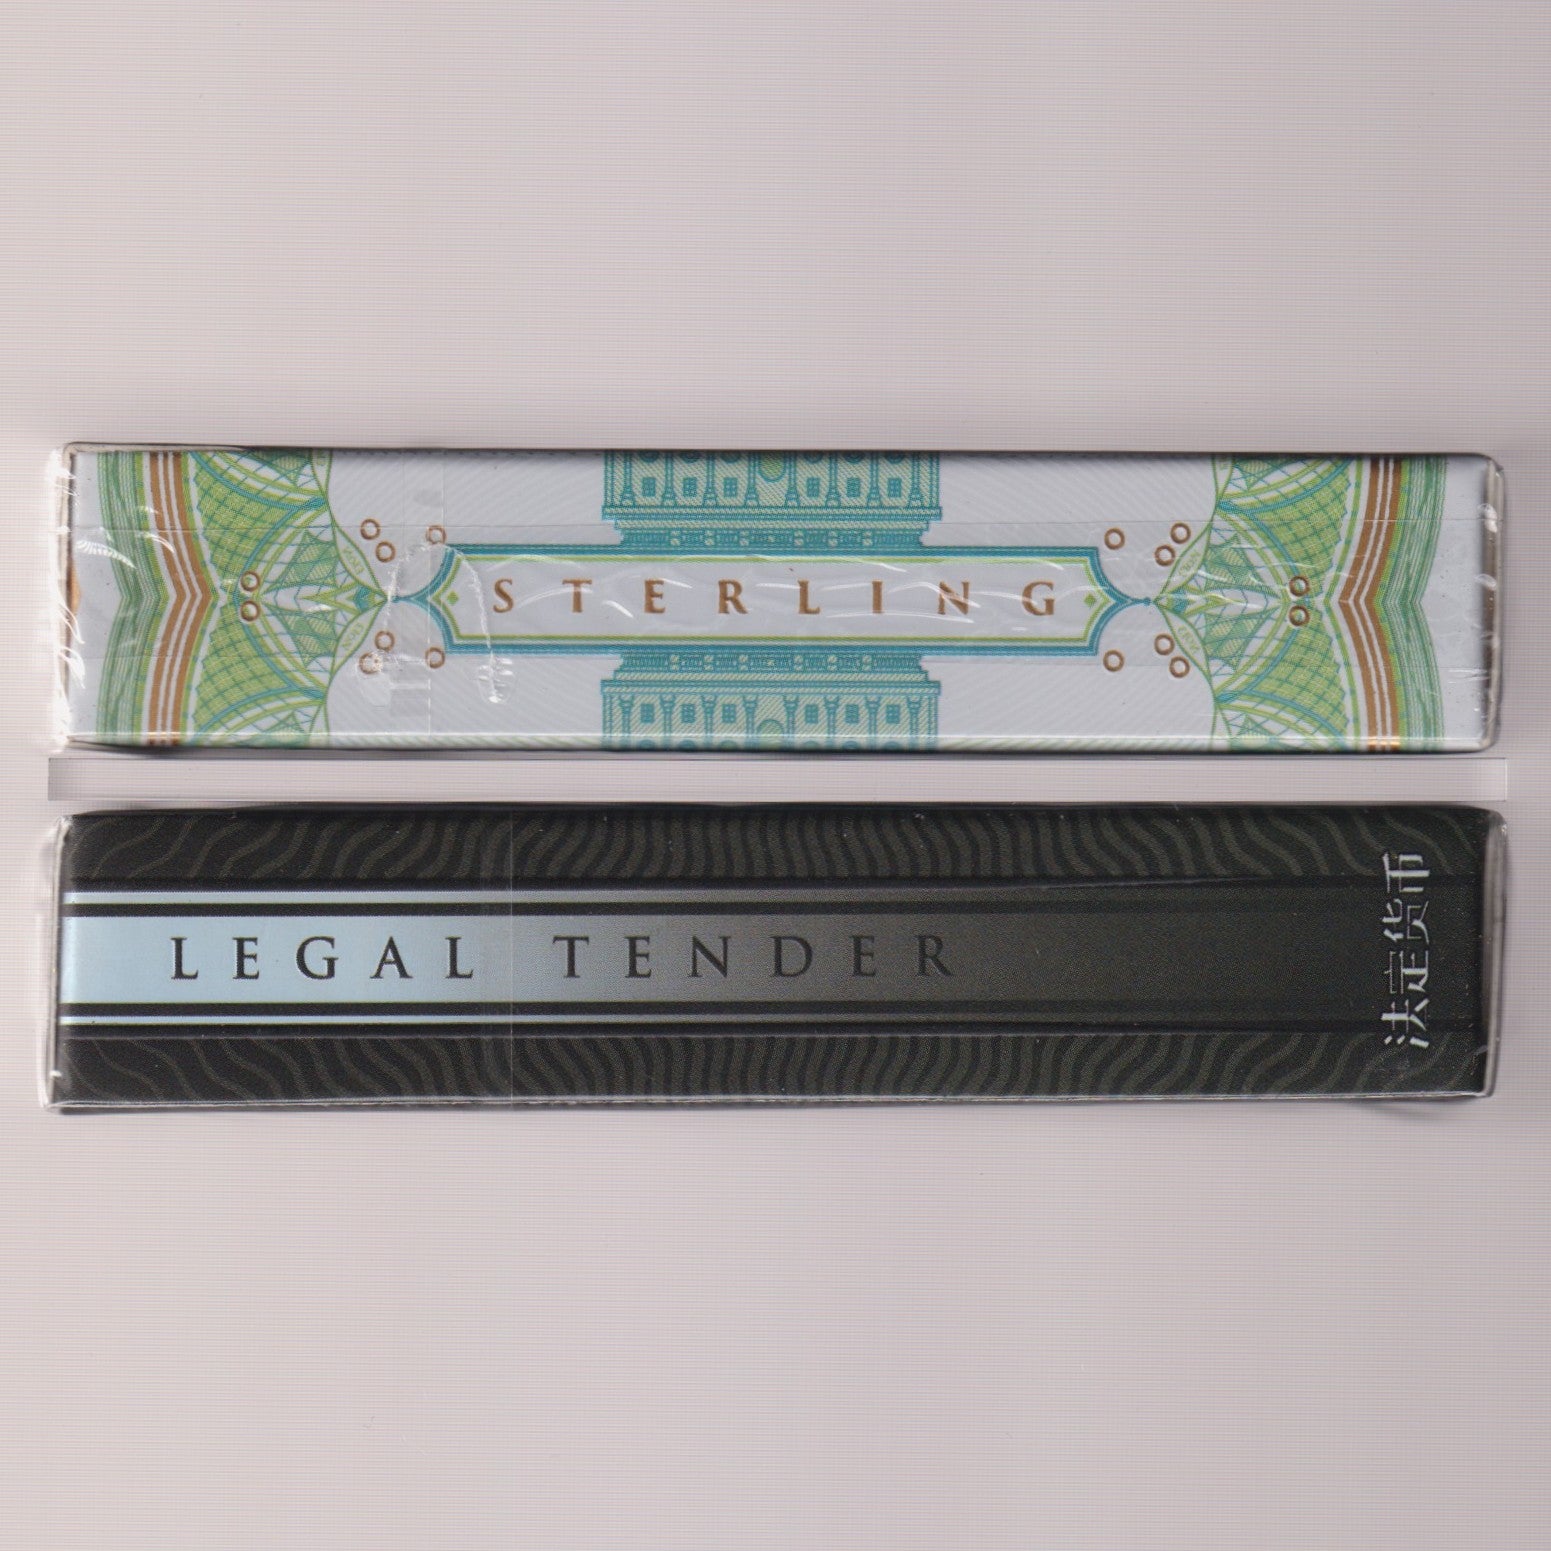 STERLING
LEGAL TENDER
法定货币